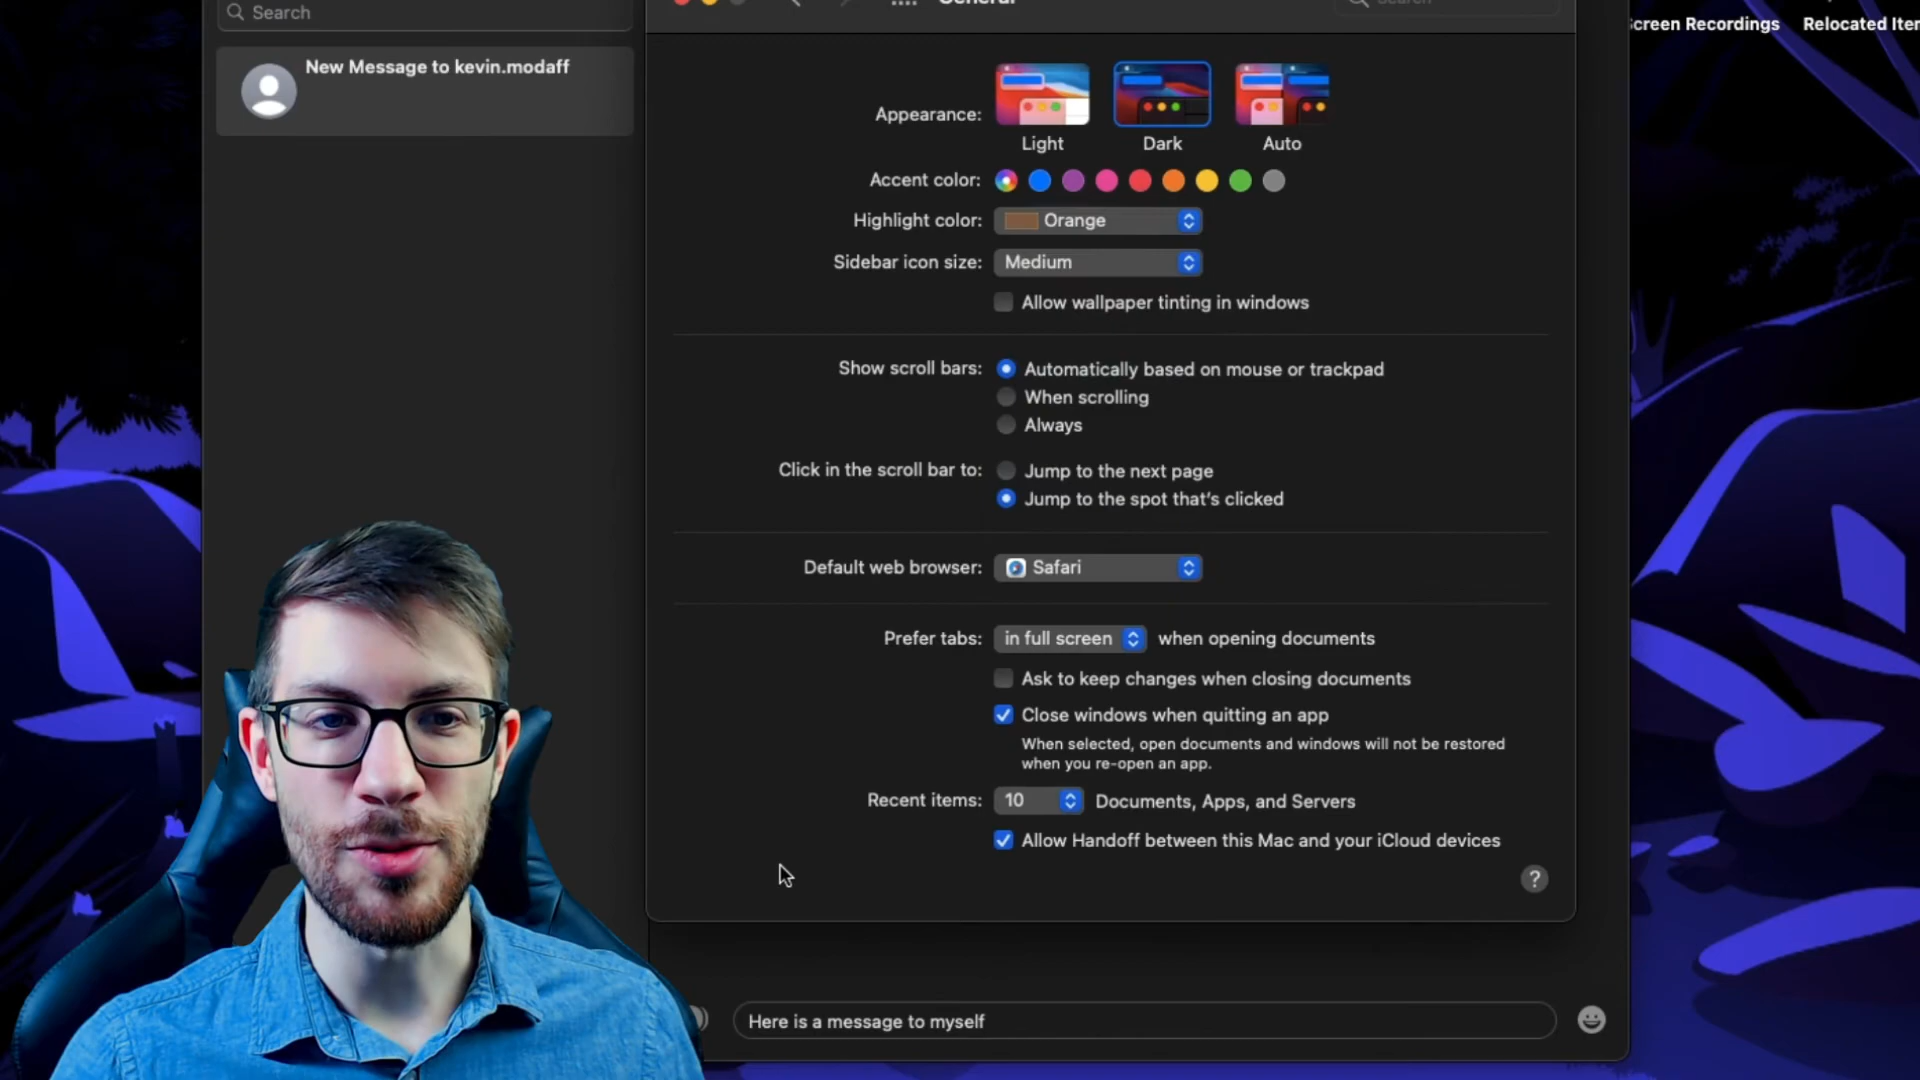 Search
New Message to kevin.modaff
General
Search
Screen Recordings
Relocated Iter
Appearance:
Light
Dark
Auto
Accent color:
Highlight color:
Orange
Sidebar icon size:
Medium
Allow wallpaper tinting in windows
Show scroll bars:
Automatically based on mouse or trackpad
When scrolling
Always
Click in the scroll bar to:
Jump to the next page
Jump to the spot that's clicked
Default web browser:
Safari
Prefer tabs:
in full screen
when opening documents
Ask to keep changes when closing documents
Close windows when quitting an app
When selected, open documents and windows will not be restored
when you re-open an app.
Recent items:
10
Documents, Apps, and Servers
Allow Handoff between this Mac and your iCloud devices
?
Here is a message to myself